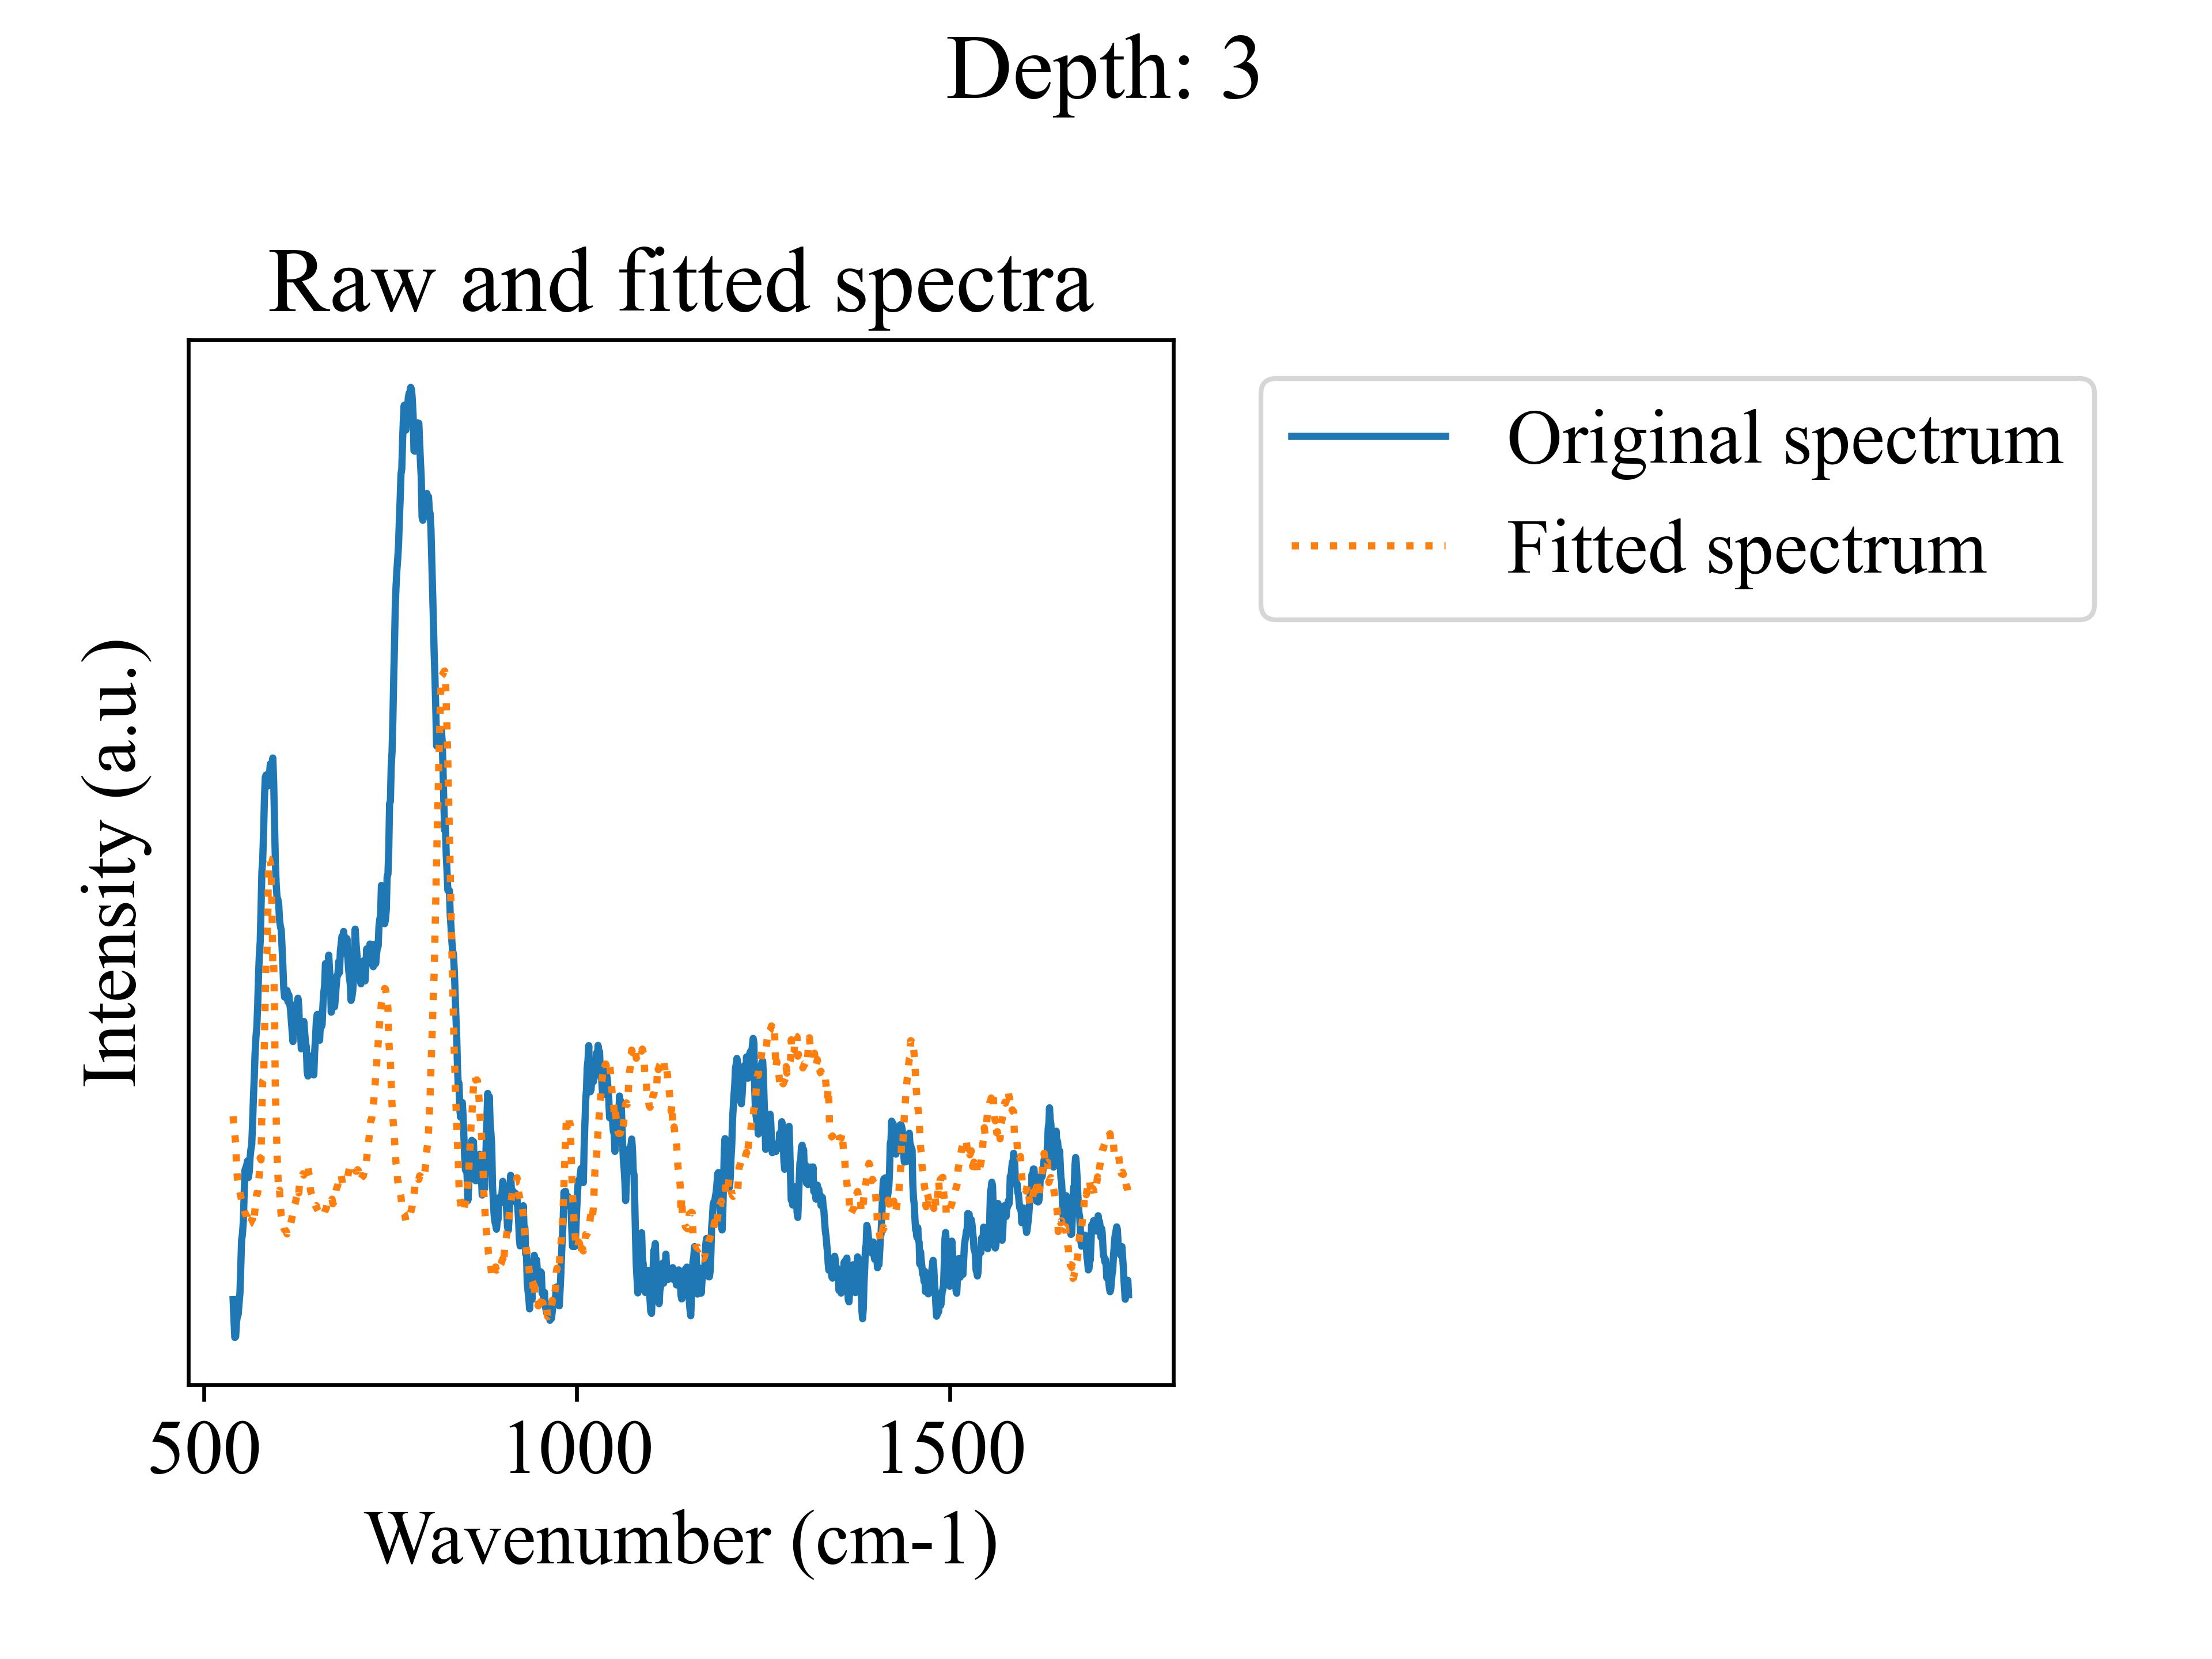 Depth: 3
Raw and fitted spectra
Original spectrum
Fitted spectrum
Intensity (a.u.)
500 1000 1500
Wavenumber (cm-1)